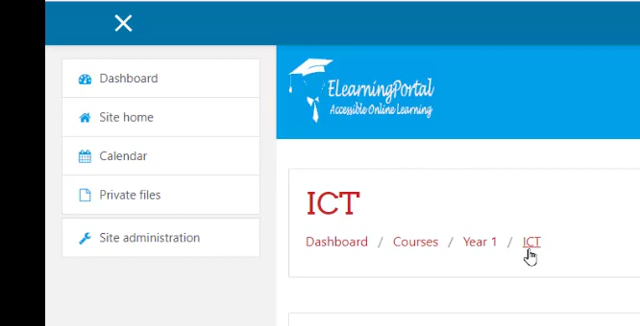 Dashboard
Site home
Calendar
Private files
Site administration
ELearningPortal
Accessible Online Learning
ICT
Dashboard / Courses / Year 1 / ICT